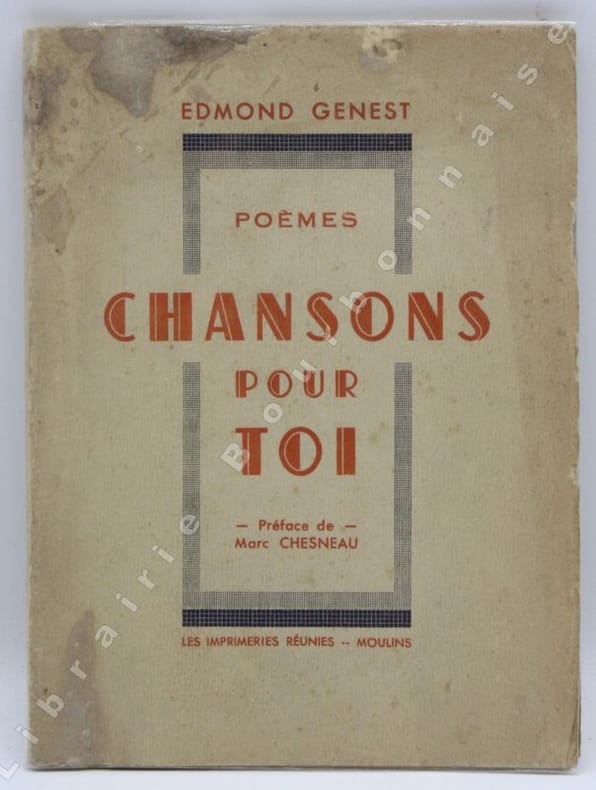 EDMOND GENEST
POÈMES
CHANSONS
POUR
TOI
— Préface de —
Marc CHESNEAU
LES IMPRIMERIES RÉUNIES -- MOULINS
Librairie Bourbonnaise